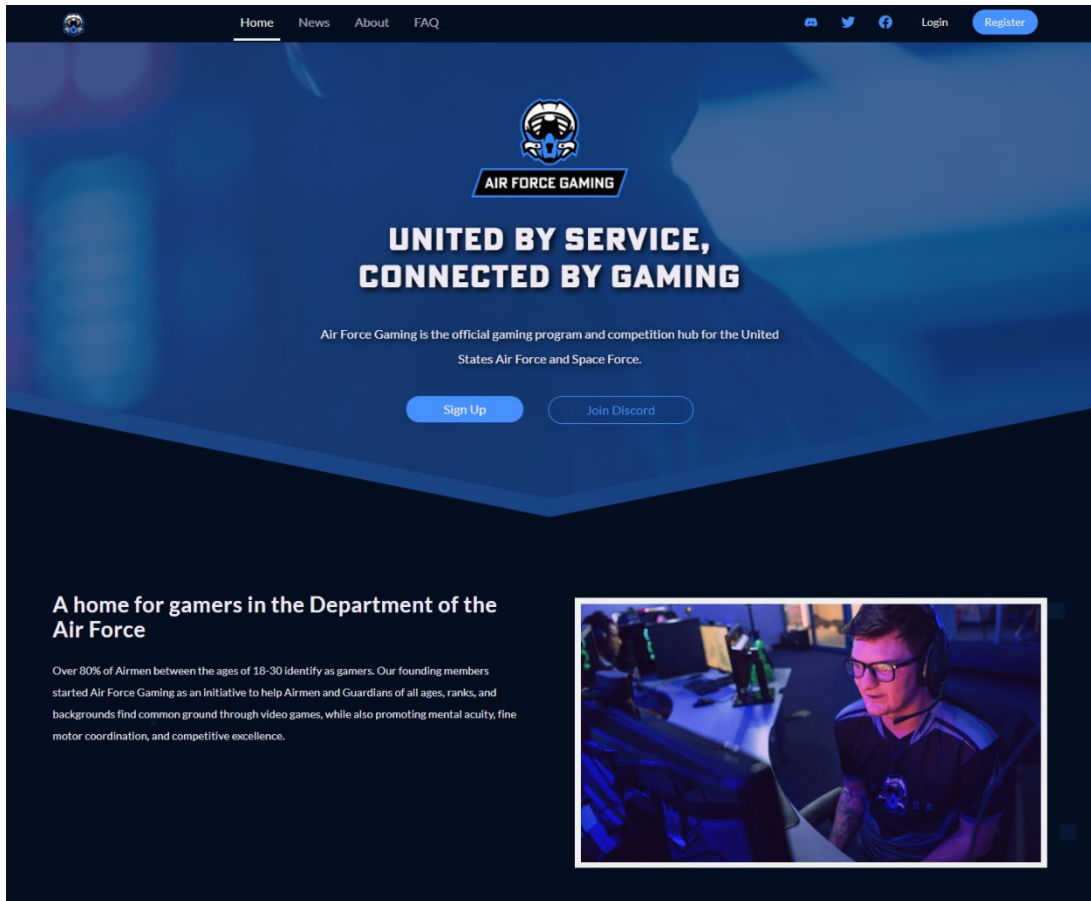 Home News About FAQ Login Register
AIR FORCE GAMING
UNITED BY SERVICE,
CONNECTED BY GAMING
Air Force Gaming is the official gaming program and competition hub for the United
States Air Force and Space Force.
Sign Up Join Discord
A home for gamers in the Department of the
Air Force
Over 80% of Airmen between the ages of 18-30 identify as gamers. Our founding members
started Air Force Gaming as an initiative to help Airmen and Guardians of all ages, ranks, and
backgrounds find common ground through video games, while also promoting mental acuity, fine
motor coordination, and competitive excellence.